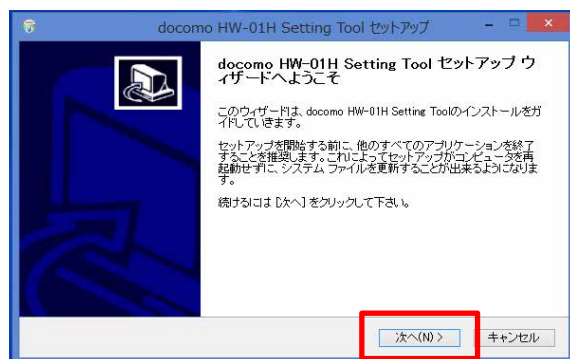 docomo HW-01H Setting Tool セットアップ
docomo HW-01H Setting Tool セットアップ ウ
ィザードへようこそ
このウィザードは、docomo HW-01H Setting Toolのインストールをガ
イドしていきます。
セットアップを開始する前に、他のすべてのアプリケーションを終了
することを推奨します。これによってセットアップがコンピュータを再
起動せずに、システム ファイルを更新することが出来るようになりま
す。
続けるには [次へ] をクリックして下さい。
次へ(N) >
キャンセル